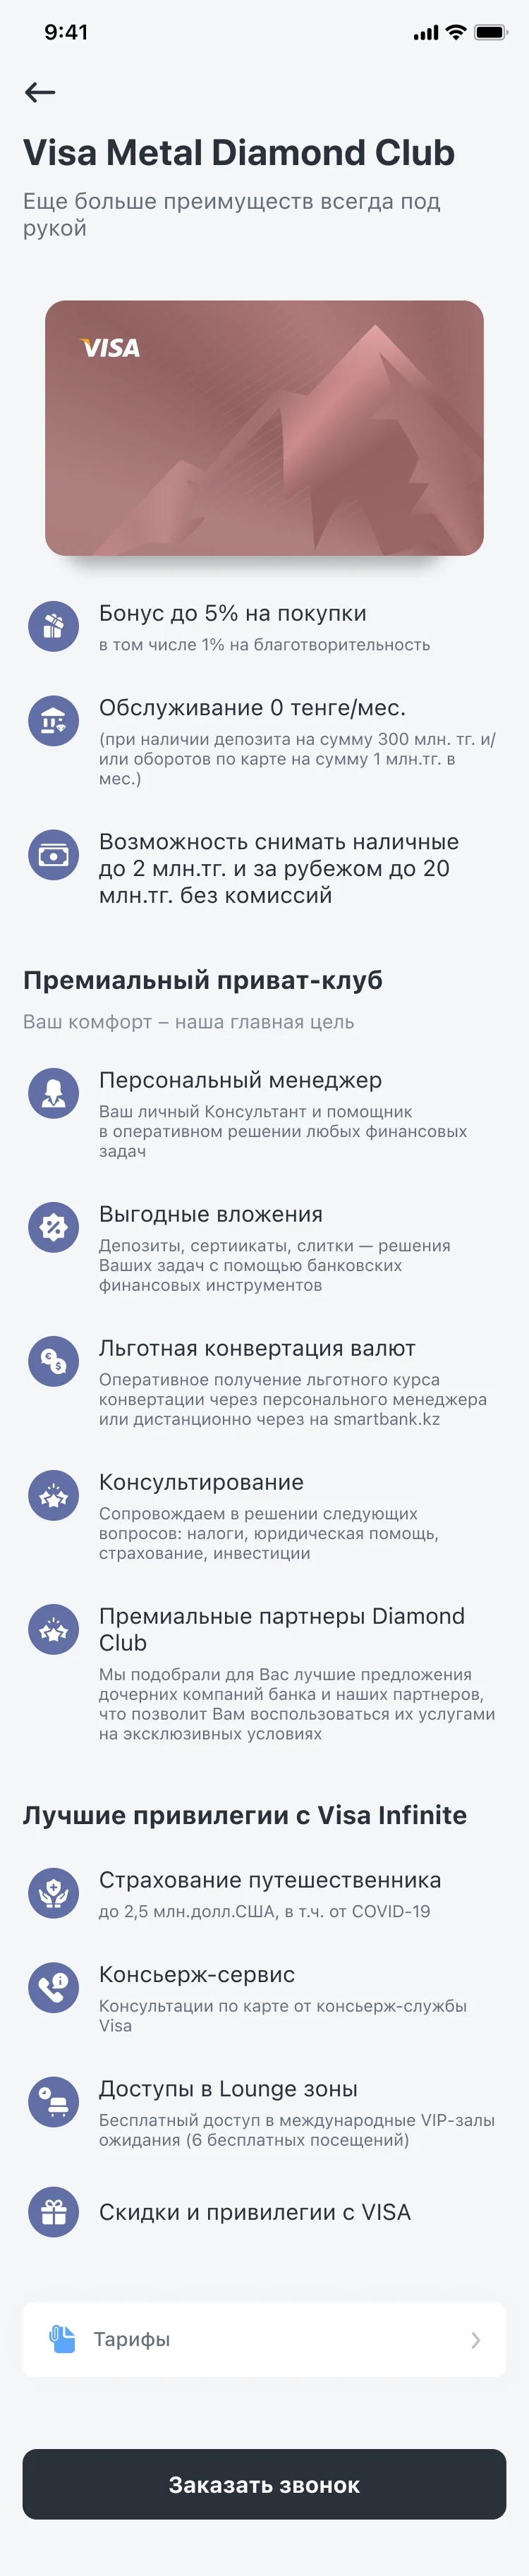 9:41
Visa Metal Diamond Club
Еще больше преимуществ всегда под
рукой
VISA
Бонус до 5% на покупки
в том числе 1% на благотворительность
Обслуживание 0 тенге/мес.
(при наличии депозита на сумму 300 млн. тг. и/
или оборотов по карте на сумму 1 млн.тг. в
мес.)
Возможность снимать наличные
до 2 млн.тг. и за рубежом до 20
млн.тг. без комиссий
Премиальный приват-клуб
Ваш комфорт – наша главная цель
Персональный менеджер
Ваш личный Консультант и помощник
в оперативном решении любых финансовых
задач
Выгодные вложения
Депозиты, сертиикаты, слитки — решения
Ваших задач с помощью банковских
финансовых инструментов
Льготная конвертация валют
Оперативное получение льготного курса
конвертации через персонального менеджера
или дистанционно через на smartbank.kz
Консультирование
Сопровождаем в решении следующих
вопросов: налоги, юридическая помощь,
страхование, инвестиции
Премиальные партнеры Diamond
Club
Мы подобрали для Вас лучшие предложения
дочерних компаний банка и наших партнеров,
что позволит Вам воспользоваться их услугами
на эксклюзивных условиях
Лучшие привилегии с Visa Infinite
Страхование путешественника
до 2,5 млн.долл.США, в т.ч. от COVID-19
Консьерж-сервис
Консультации по карте от консьерж-службы
Visa
Доступы в Lounge зоны
Бесплатный доступ в международные VIP-залы
ожидания (6 бесплатных посещений)
Скидки и привилегии с VISA
Тарифы
Заказать звонок